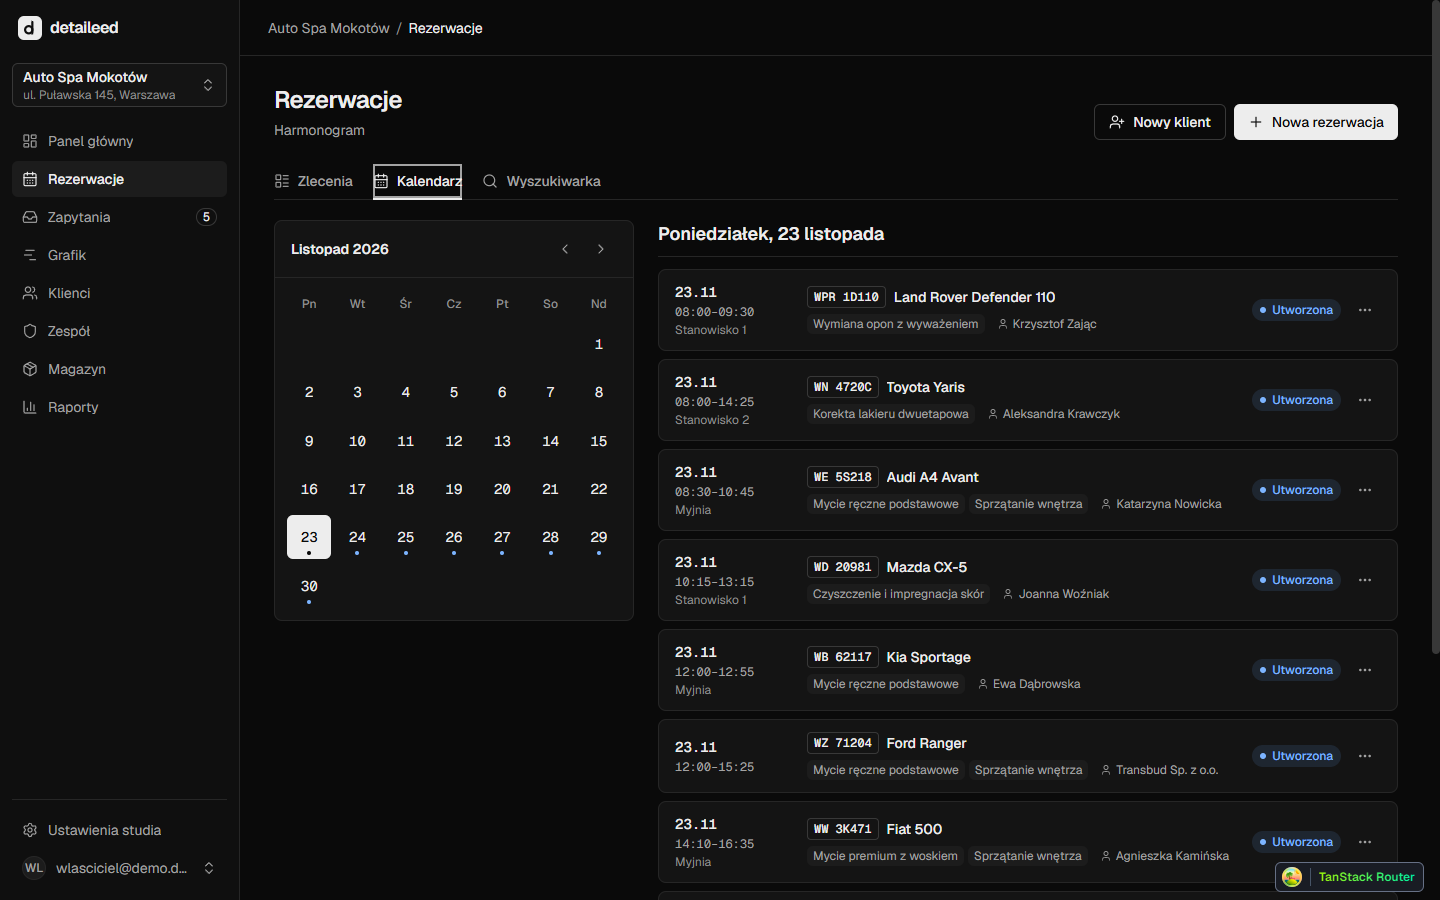 detaileed
Auto Spa Mokotów
ul. Puławska 145, Warszawa
Panel główny
Rezerwacje
Zapytania 5
Grafik
Klienci
Zespół
Magazyn
Raporty
Ustawienia studia
WL wlasciciel@demo.d...
Auto Spa Mokotów / Rezerwacje
Rezerwacje
Harmonogram
Nowy klient
Nowa rezerwacja
Zlecenia
Kalendarz
Wyszukiwarka
Listopad 2026
Pn Wt Śr Cz Pt So Nd
1
2 3 4 5 6 7 8
9 10 11 12 13 14 15
16 17 18 19 20 21 22
23 24 25 26 27 28 29
30
Poniedziałek, 23 listopada
23.11
08:00–09:30
Stanowisko 1
WPR 1D110 Land Rover Defender 110
Wymiana opon z wyważeniem Krzysztof Zając
Utworzona
23.11
08:00–14:25
Stanowisko 2
WN 4720C Toyota Yaris
Korekta lakieru dwuetapowa Aleksandra Krawczyk
Utworzona
23.11
08:30–10:45
Myjnia
WE 5S218 Audi A4 Avant
Mycie ręczne podstawowe Sprzątanie wnętrza Katarzyna Nowicka
Utworzona
23.11
10:15–13:15
Stanowisko 1
WD 20981 Mazda CX-5
Czyszczenie i impregnacja skór Joanna Woźniak
Utworzona
23.11
12:00–12:55
Myjnia
WB 62117 Kia Sportage
Mycie ręczne podstawowe Ewa Dąbrowska
Utworzona
23.11
12:00–15:25
WZ 71204 Ford Ranger
Mycie ręczne podstawowe Sprzątanie wnętrza Transbud Sp. z o.o.
Utworzona
23.11
14:10–16:35
Myjnia
WW 3K471 Fiat 500
Mycie premium z woskiem Sprzątanie wnętrza Agnieszka Kamińska
Utworzona
TanStack Router